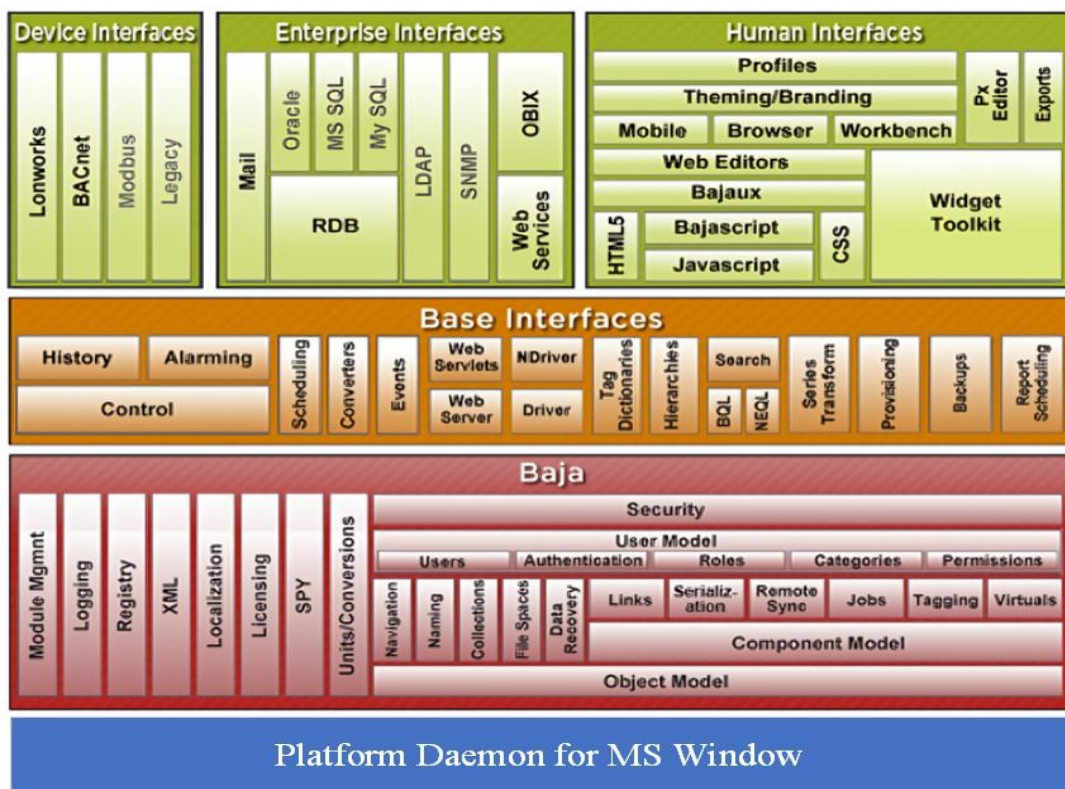 Device Interfaces
Lonworks
BACnet
Modbus
Legacy
Enterprise Interfaces
Mail
Oracle
MS SQL
My SQL
RDB
LDAP
SNMP
OBIX
Web
Services
Human Interfaces
Profiles
Theming/Branding
Mobile
Browser
Workbench
Px
Editor
Exports
Web Editors
Bajaux
HTML5
Bajascript
Javascript
CSS
Widget
Toolkit
Base Interfaces
History
Alarming
Control
Scheduling
Converters
Events
Web
Servlets
Web
Server
NDriver
Driver
Tag
Dictionaries
Hierarchies
Search
BQL
NEQL
Series
Transform
Provisioning
Backups
Report
Scheduling
Baja
Module Mgmnt
Logging
Registry
XML
Localization
Licensing
SPY
Units/Conversions
Security
User Model
Users
Authentication
Roles
Categories
Permissions
Navigation
Naming
Collections
File Spaces
Data
Recovery
Links
Serializ-
ation
Remote
Sync
Jobs
Tagging
Virtuals
Component Model
Object Model
Platform Daemon for MS Window